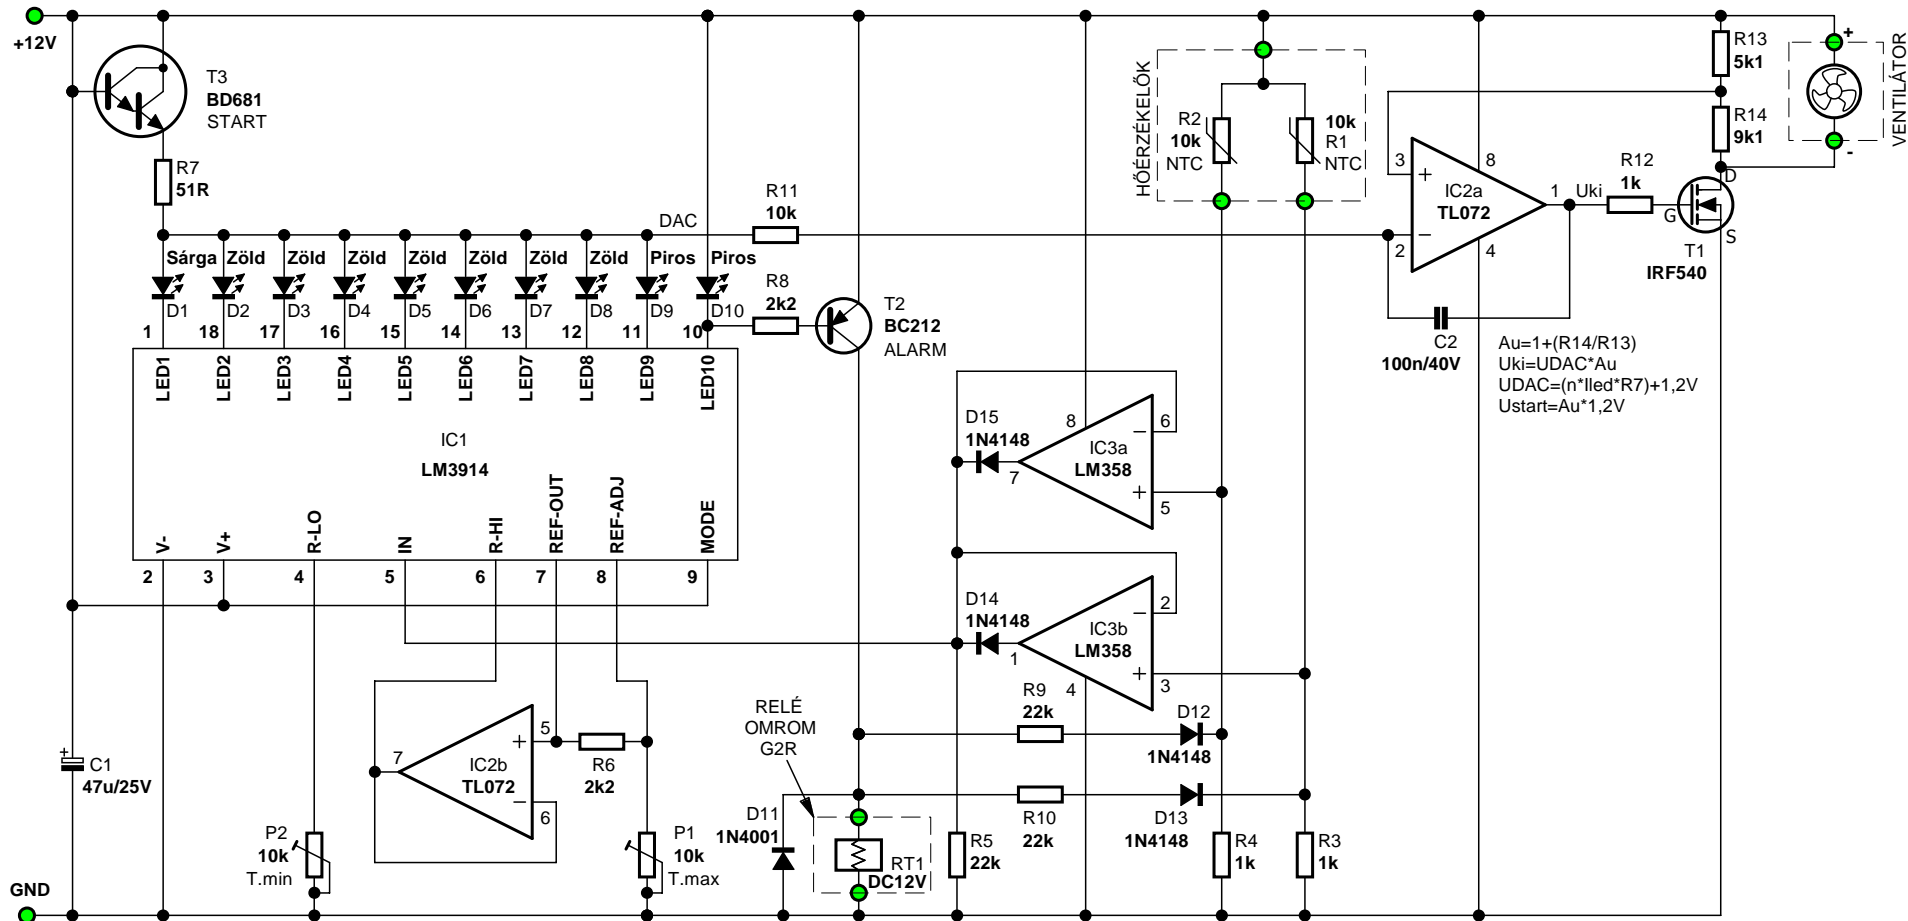 +12V
T3
BD681
START
R7
51R
DAC
R11
10k
R8
2k2
T2
BC212
ALARM
HŐÉRZÉKELŐK
R2
10k
NTC
10k
R1
NTC
3
+
−
2
8
4
1
IC2a
TL072
Uki
R12
1k
R13
5k1
R14
9k1
+
-
VENTILÁTOR
D
G
S
T1
IRF540
C2
100n/40V
Au=1+(R14/R13)
Uki=UDAC*Au
UDAC=(n*Iled*R7)+1,2V
Ustart=Au*1,2V
Sárga
Zöld
Zöld
Zöld
Zöld
Zöld
Zöld
Zöld
Piros
Piros
D1
D2
D3
D4
D5
D6
D7
D8
D9
D10
1
18
17
16
15
14
13
12
11
10
LED1
LED2
LED3
LED4
LED5
LED6
LED7
LED8
LED9
LED10
IC1
LM3914
V-
V+
R-LO
IN
R-HI
REF-OUT
REF-ADJ
MODE
2
3
4
5
6
7
8
9
D15
1N4148
8
7
IC3a
LM358
−
6
+
5
D14
1N4148
1
4
IC3b
LM358
−
2
+
3
R9
22k
D12
1N4148
R10
22k
D13
1N4148
RELÉ
OMROM
G2R
D11
1N4001
RT1
DC12V
R5
22k
R4
1k
R3
1k
+
C1
47u/25V
7
IC2b
TL072
+
5
−
6
R6
2k2
P2
10k
T.min
P1
10k
T.max
GND